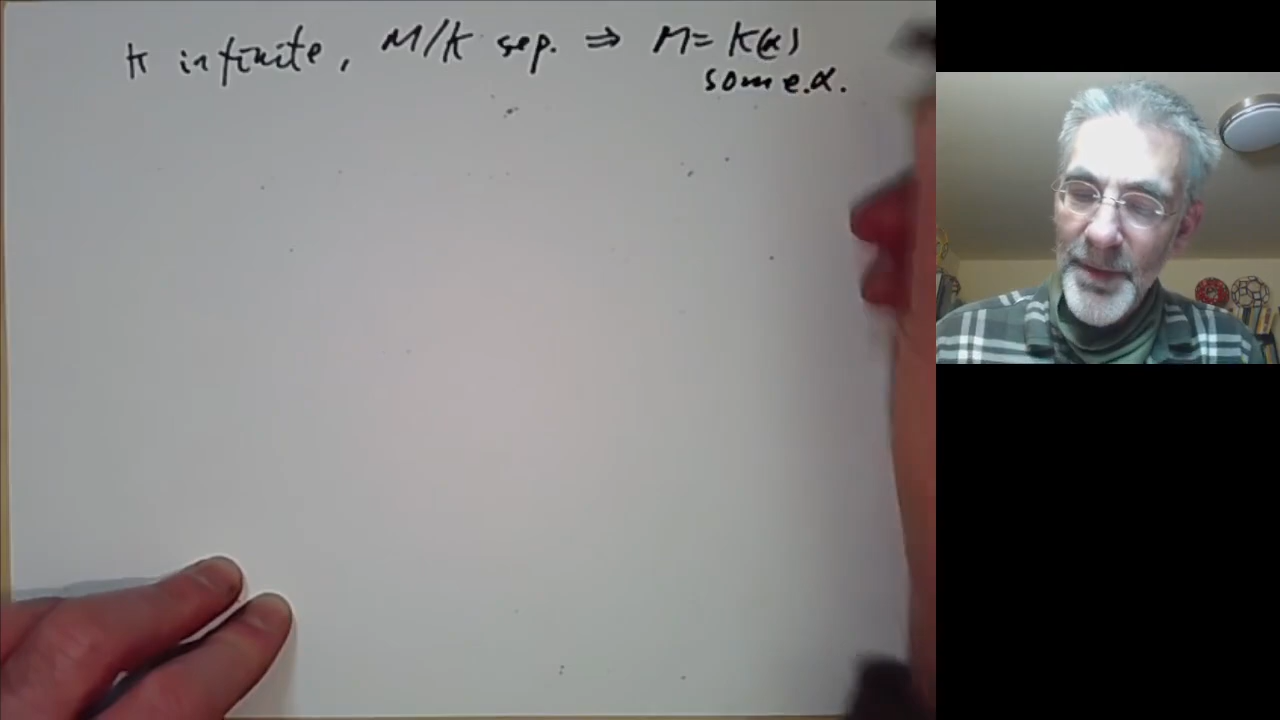 K infinite, M/K sep. ⇒ M = K(α)
some α.